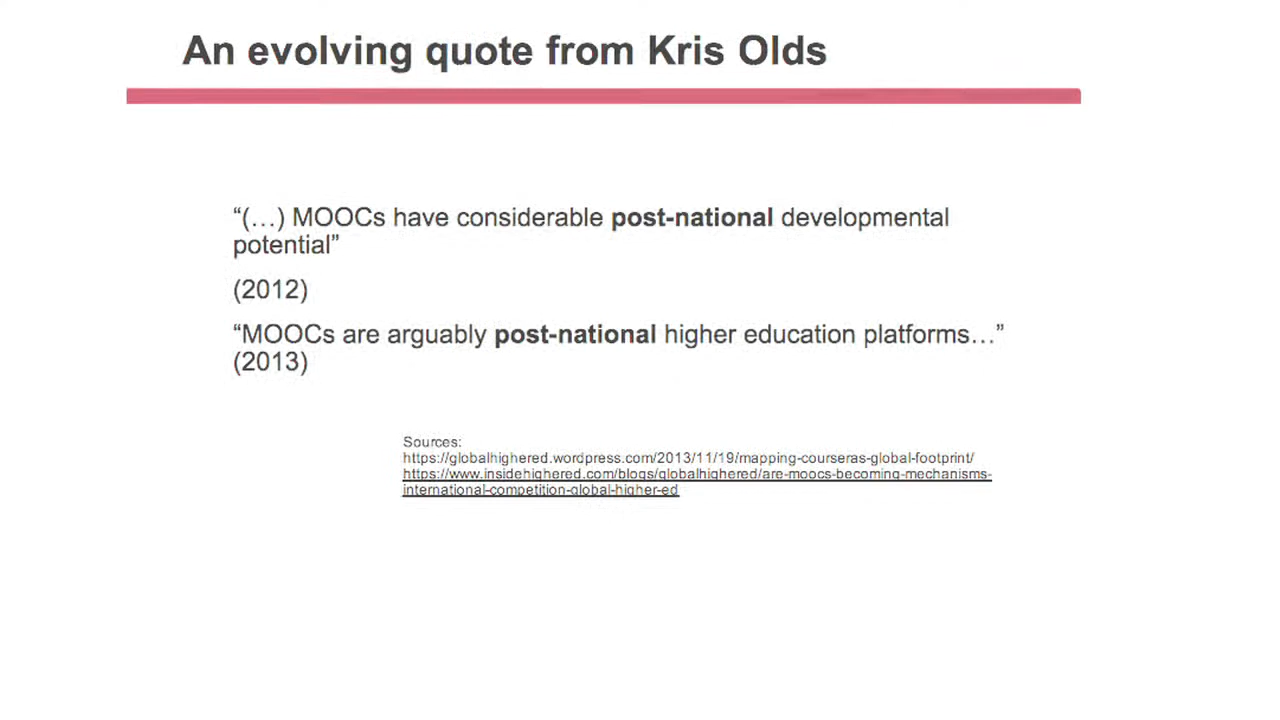 An evolving quote from Kris Olds
“(…) MOOCs have considerable post-national developmental
potential”
(2012)
“MOOCs are arguably post-national higher education platforms…”
(2013)
Sources:
https://globalhighered.wordpress.com/2013/11/19/mapping-courseras-global-footprint/
https://www.insidehighered.com/blogs/globalhighered/are-moocs-becoming-mechanisms-
international-competition-global-higher-ed